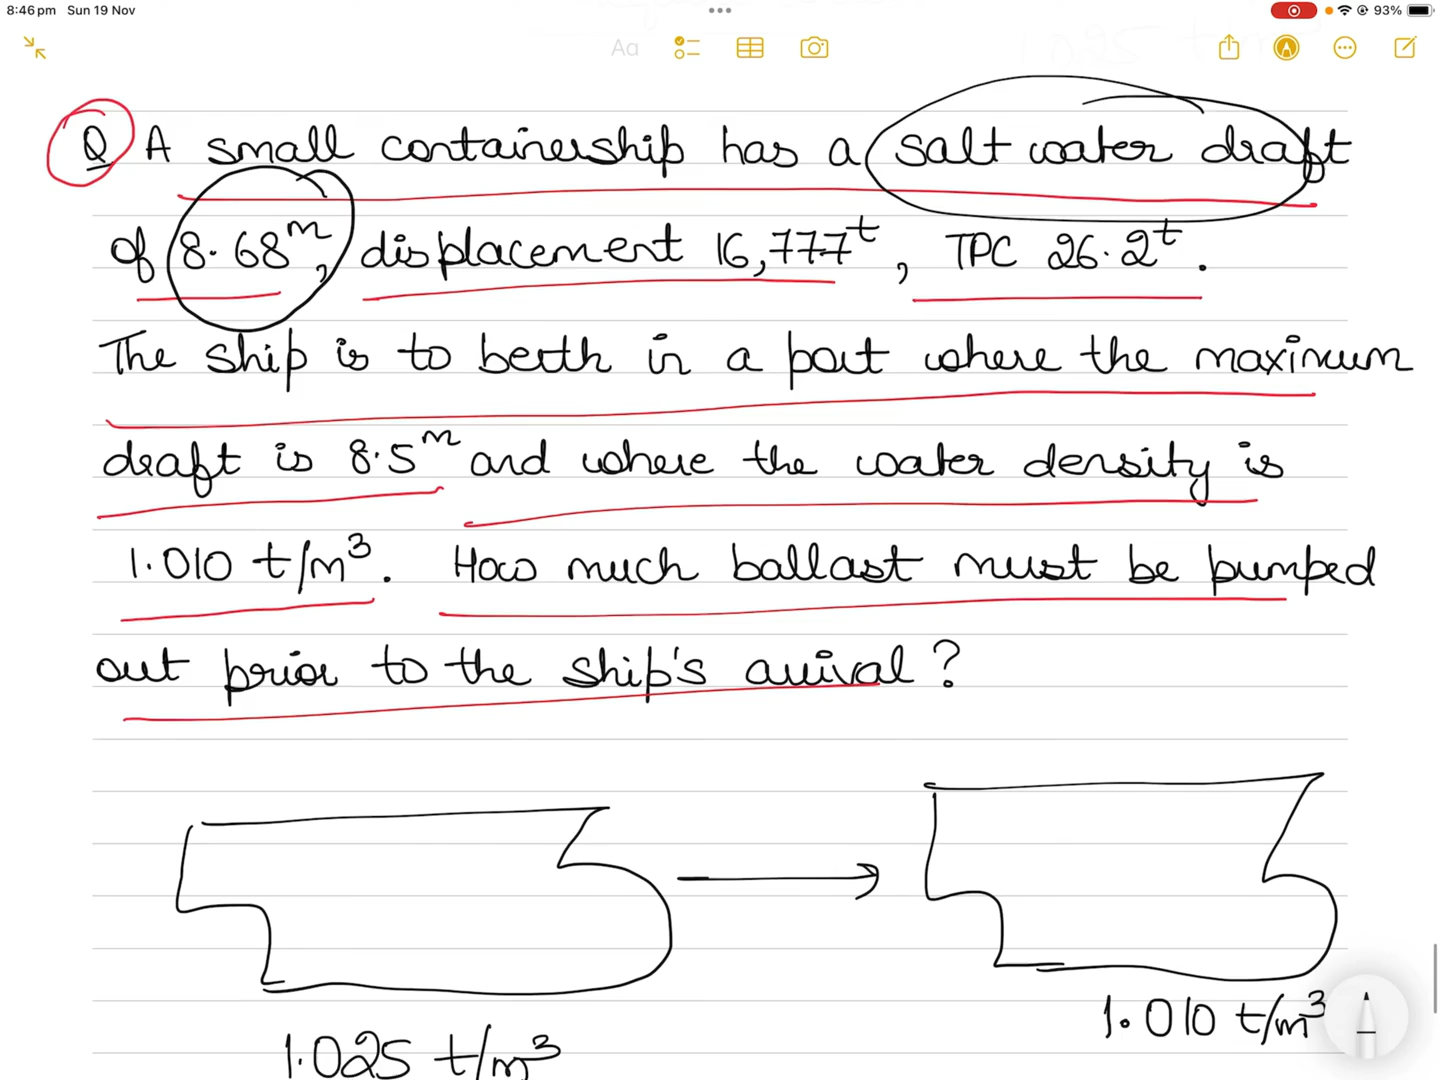 8:46 pm Sun 19 Nov
93%
Aa
Q A small containership has a salt water draft
of 8.68m, displacement 16,777t, TPC 26.2t.
The ship is to berth in a port where the maximum
draft is 8.5m and where the water density is
1.010 t/m³. How much ballast must be pumped
out prior to the ship's arrival?
1.010 t/m³
1.025 t/m³